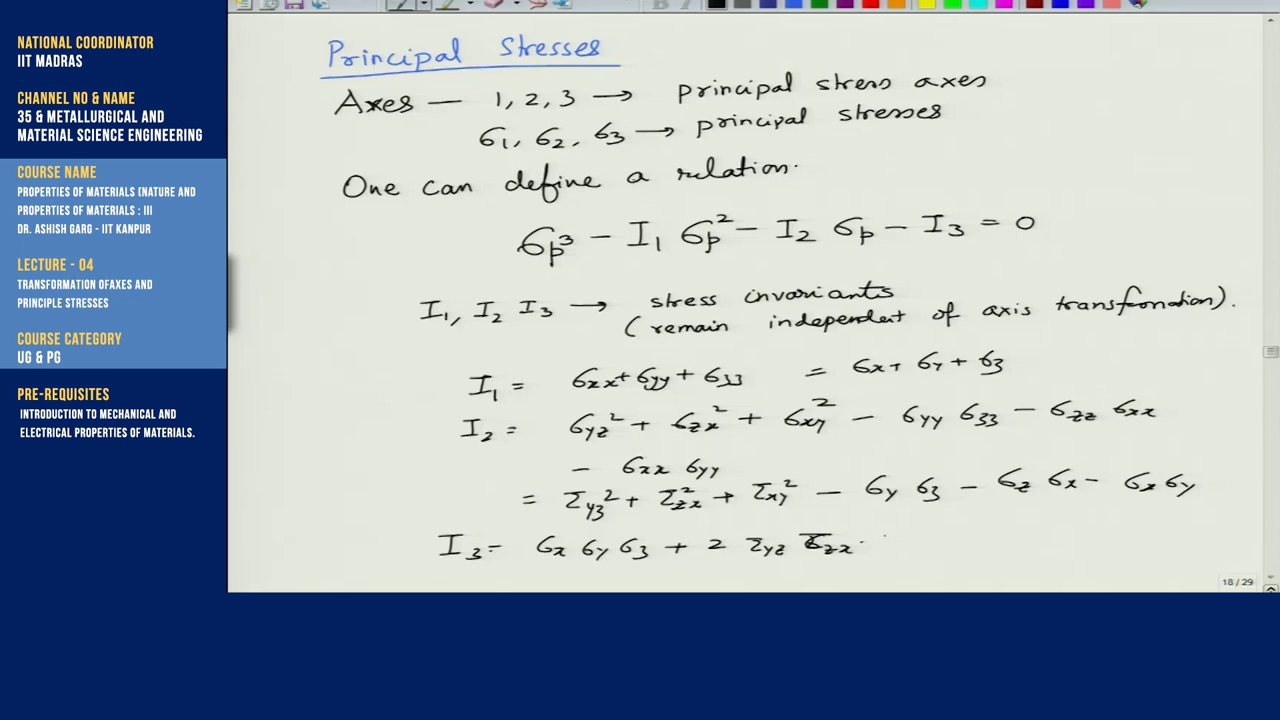 NATIONAL COORDINATOR
IIT MADRAS
CHANNEL NO & NAME
35 & METALLURGICAL AND
MATERIAL SCIENCE ENGINEERING
COURSE NAME
PROPERTIES OF MATERIALS (NATURE AND
PROPERTIES OF MATERIALS : III
DR. ASHISH GARG - IIT KANPUR
LECTURE - 04
TRANSFORMATION OFAXES AND
PRINCIPLE STRESSES
COURSE CATEGORY
UG & PG
PRE-REQUISITES
INTRODUCTION TO MECHANICAL AND
ELECTRICAL PROPERTIES OF MATERIALS.
Principal Stresses
Axes — 1, 2, 3 → principal stress axes
σ₁, σ₂, σ₃ → principal stresses
One can define a relation.
σp³ − I₁ σp² − I₂ σp − I₃ = 0
I₁, I₂ I₃ → stress invariants
(remain independent of axis transformation).
I₁ = σxx + σyy + σ33 = σx + σy + σz
I₂ = σyz² + σzx² + σxy² − σyy σ33 − σzz σxx
− σxx σyy
= τyz² + τzx² + τxy² − σy σz − σz σx − σx σy
I₃ = σx σy σz + 2 τyz τzx
18 / 29